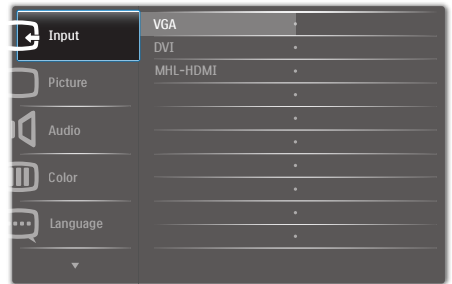 Input
Picture
Audio
Color
Language
VGA
DVI
MHL-HDMI